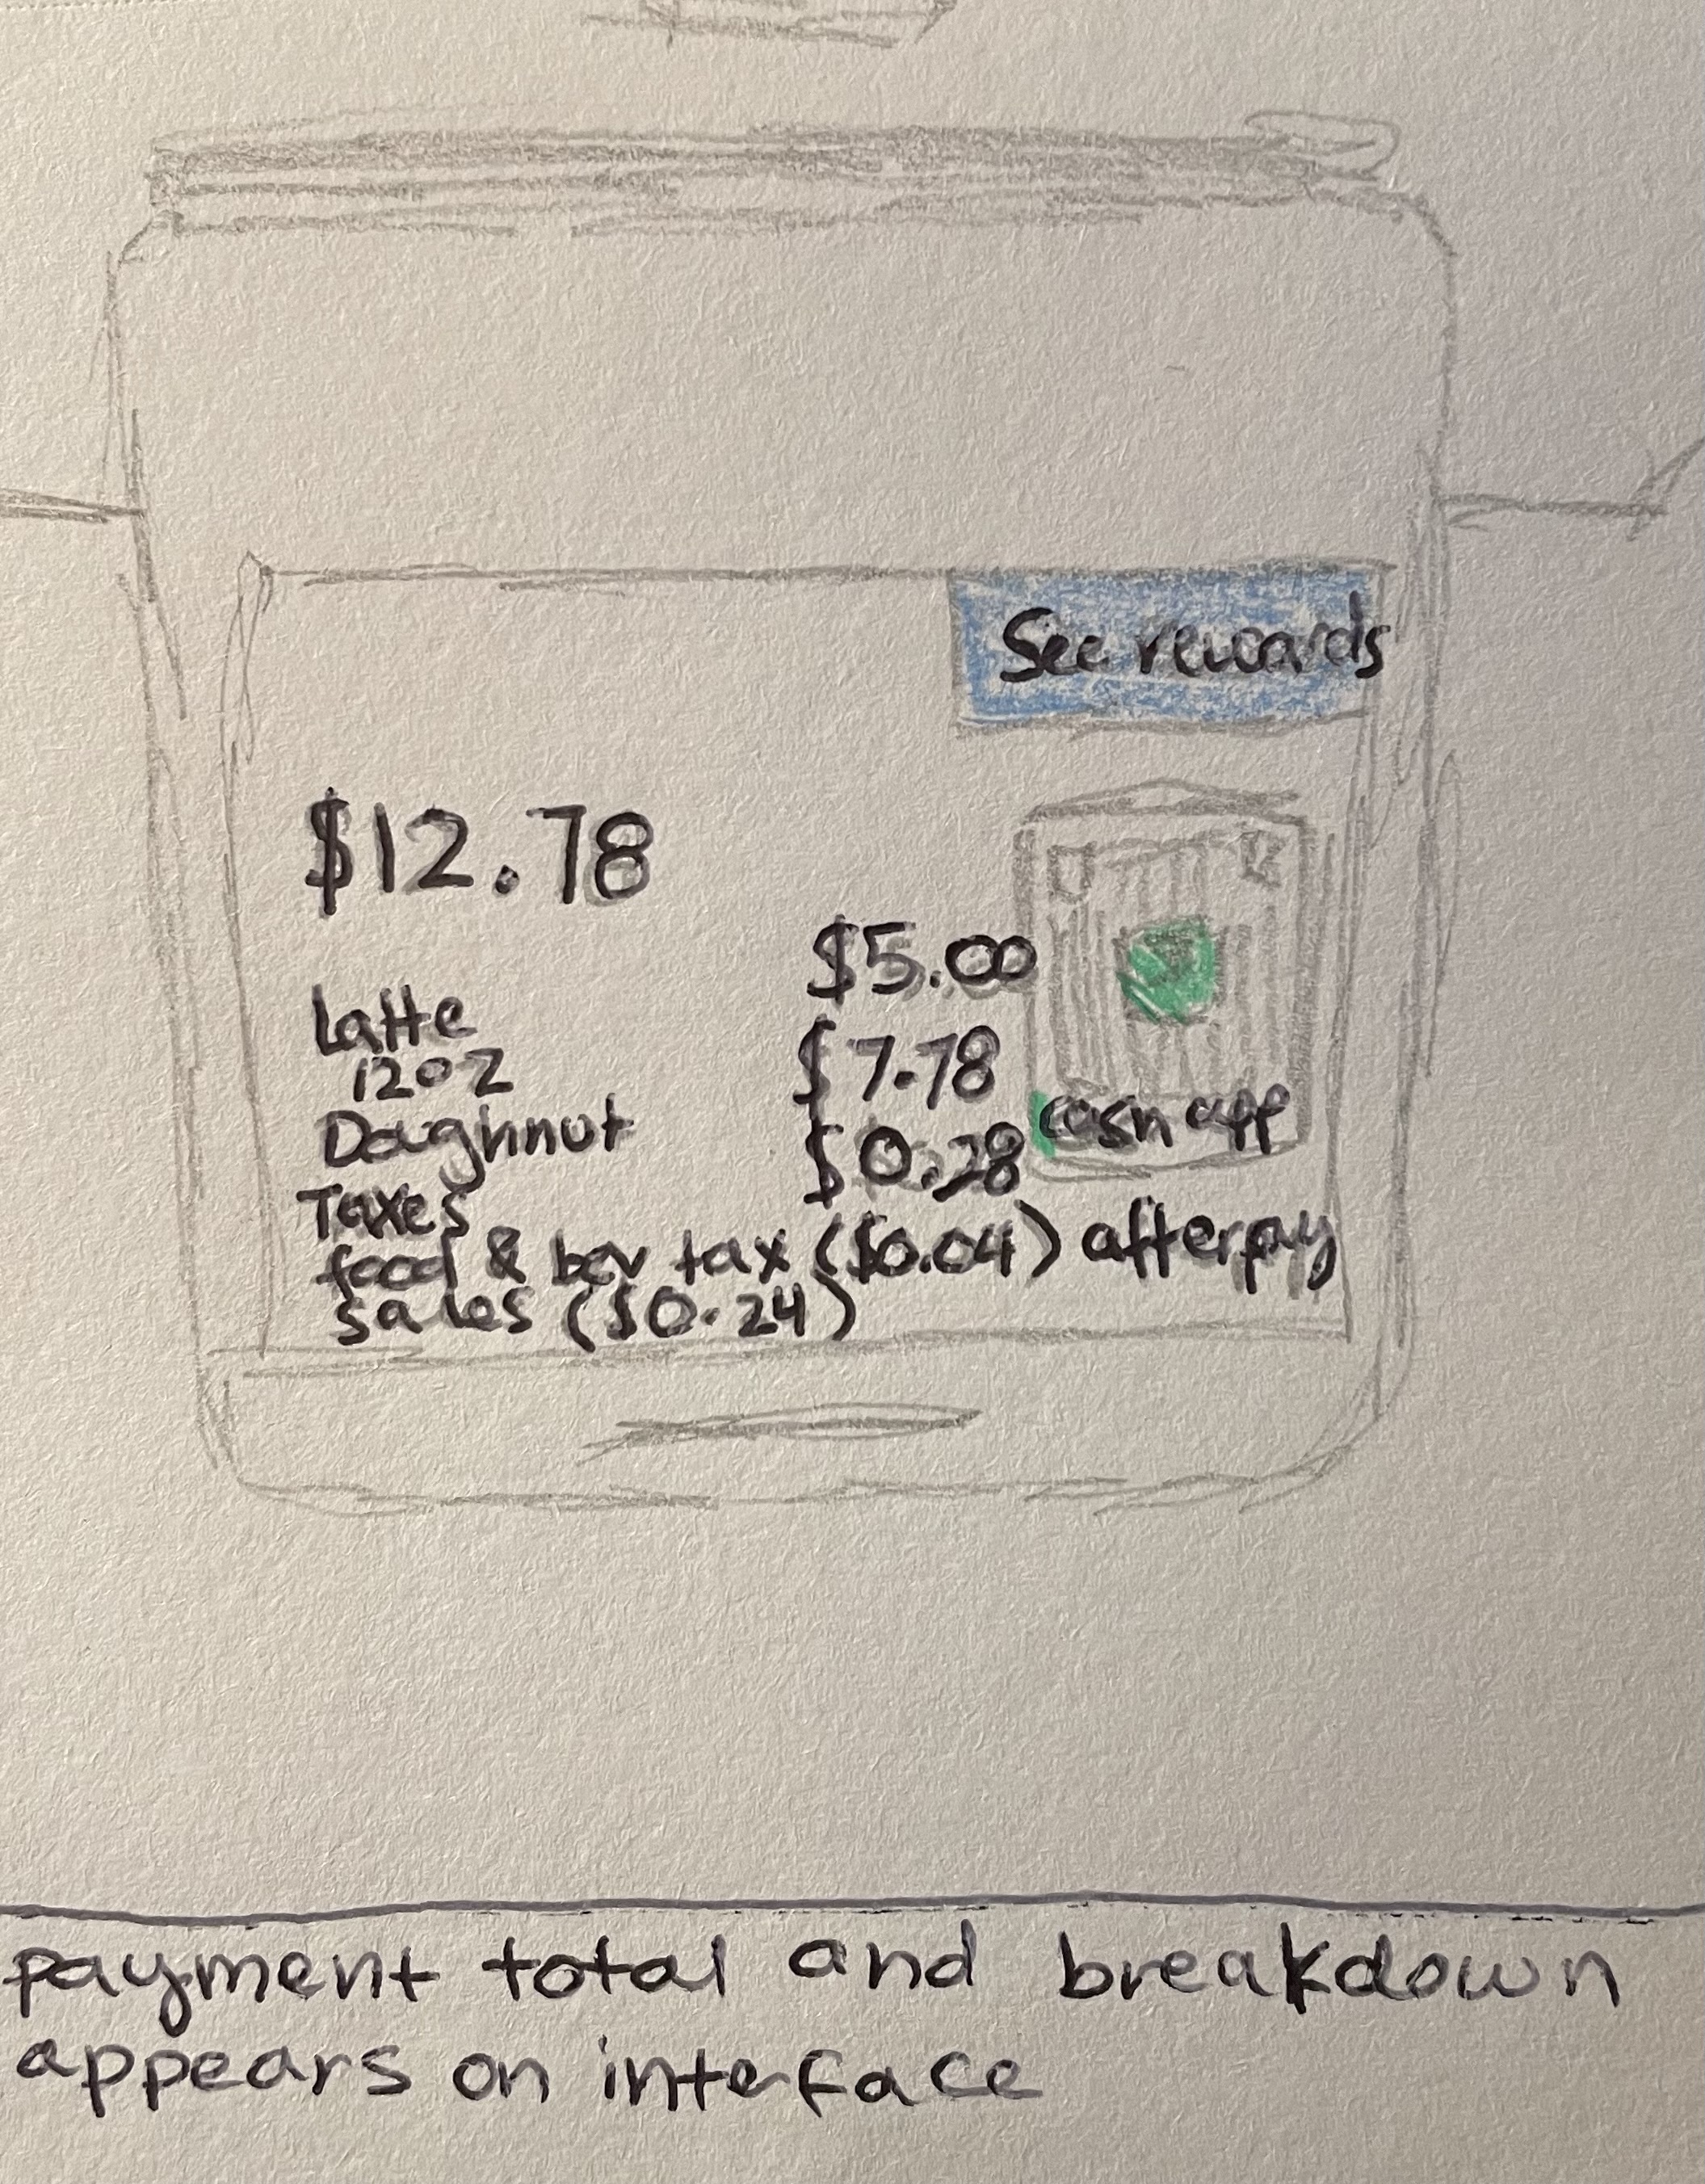 See rewards
$12.78
$5.00
Latte
12oz
$7.78
Doughnut
cash app
$0.28
Taxes
food & bev tax ($0.04) afterpay
sales ($0.24)
payment total and breakdown
appears on interface